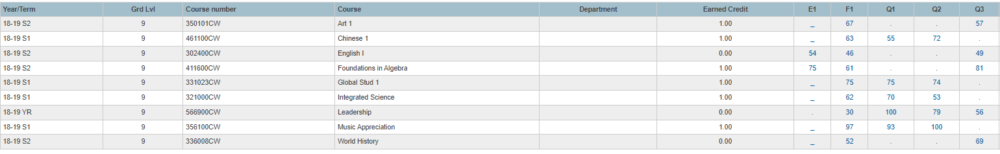 Year/Term Grd Lvl Course number Course Department Earned Credit E1 F1 Q1 Q2 Q3
18-19 S2 9 350101CW Art 1 1.00 _ 67 . . 57
18-19 S1 9 461100CW Chinese 1 1.00 _ 63 55 72 .
18-19 S2 9 302400CW English I 0.00 54 46 . . 49
18-19 S2 9 411600CW Foundations in Algebra 1.00 75 61 . . 81
18-19 S1 9 331023CW Global Stud 1 1.00 _ 75 75 74 .
18-19 S1 9 321000CW Integrated Science 1.00 _ 62 70 53 .
18-19 YR 9 566900CW Leadership 0.00 . 30 100 79 56
18-19 S1 9 356100CW Music Appreciation 1.00 _ 97 93 100 .
18-19 S2 9 336008CW World History 0.00 _ 52 . . 69